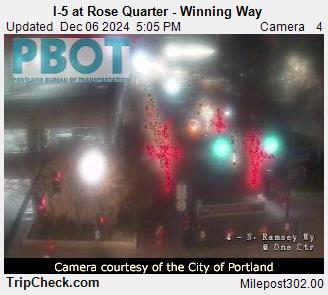 I-5 at Rose Quarter - Winning Way
Updated  Dec 06 2024  5:05 PM    Camera  4
PBOT
PORTLAND BUREAU OF TRANSPORTATION
4 - N. Ramsey Wy
@ One Ctr
Camera courtesy of the City of Portland
TripCheck.com    Milepost302.00